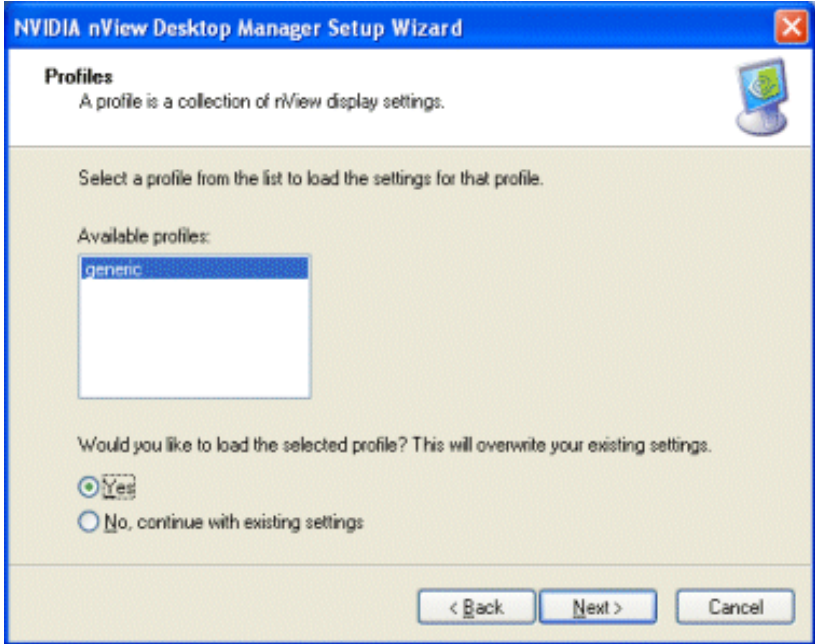 NVIDIA nView Desktop Manager Setup Wizard
Profiles
A profile is a collection of nView display settings.
Select a profile from the list to load the settings for that profile.
Available profiles:
generic
Would you like to load the selected profile? This will overwrite your existing settings.
Yes
No, continue with existing settings
< Back Next > Cancel